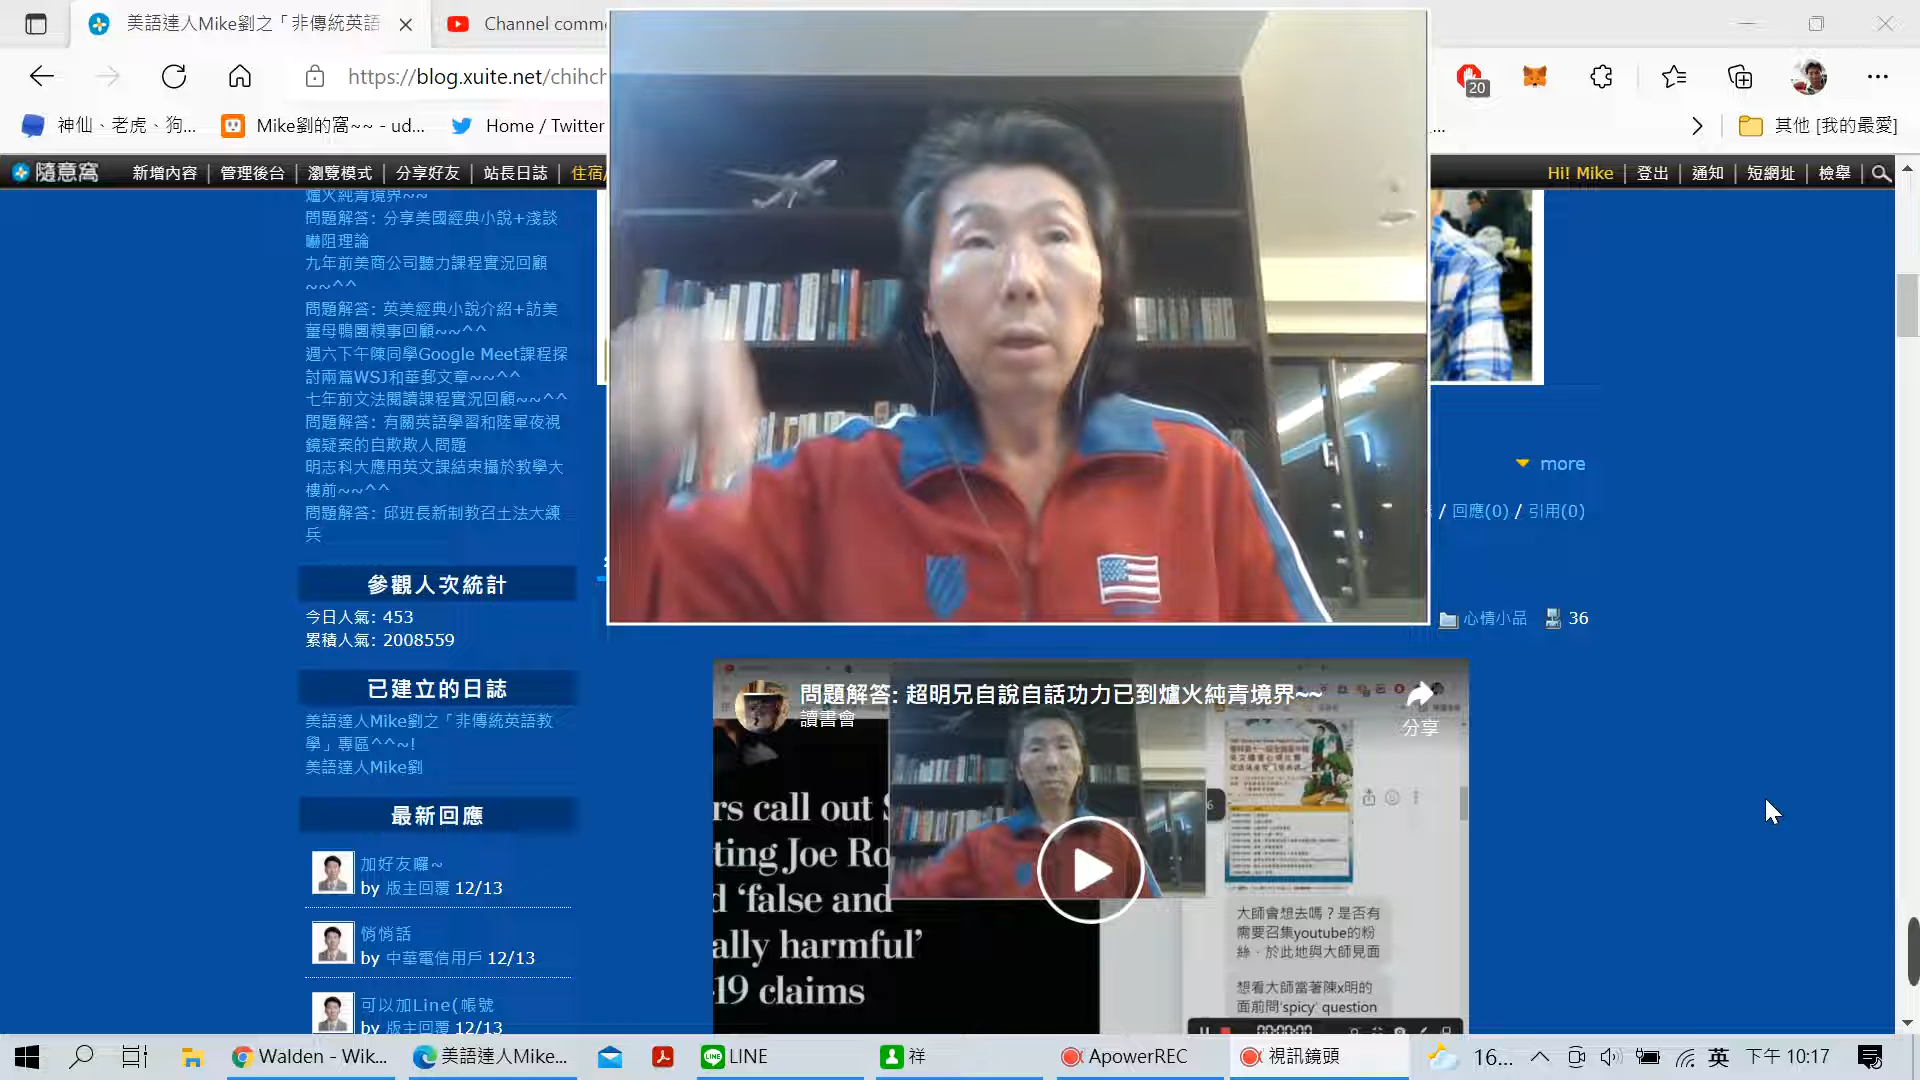 美語達人Mike劉之「非傳統英語
Channel comme
https://blog.xuite.net/chihch
20
神仙、老虎、狗...
Mike劉的窩~~ - ud...
Home / Twitter
...
其他 [我的最愛]
隨意窩
新增內容 | 管理後台 | 瀏覽模式 | 分享好友 | 站長日誌 | 住宿/
Hi! Mike | 登出 | 通知 | 短網址 | 檢舉
爐火純青境界~~
問題解答: 分享美國經典小說+淺談
嚇阻理論
九年前美商公司聽力課程實況回顧
~~^^
問題解答: 英美經典小說介紹+訪美
薑母鴨團糗事回顧~~^^
週六下午陳同學Google Meet課程探
討兩篇WSJ和華郵文章~~^^
七年前文法閱讀課程實況回顧~~^^
問題解答: 有關英語學習和陸軍夜視
鏡疑案的自欺欺人問題
明志科大應用英文課結束攝於教學大
樓前~~^^
問題解答: 邱班長新制教召土法大練
兵
more
/ 回應(0) / 引用(0)
參觀人次統計
今日人氣: 453
累積人氣: 2008559
心情小品 36
已建立的日誌
美語達人Mike劉之「非傳統英語教
學」專區^^~!
美語達人Mike劉
最新回應
加好友囉~
by 版主回覆 12/13
悄悄話
by 中華電信用戶 12/13
可以加Line(帳號
by 版主回覆 12/13
問題解答: 超明兄自說自話功力已到爐火純青境界~~
讀書會
分享
rs call out S
ting Joe Ro
d ‘false and
ally harmful’
-19 claims
6
大師會想去嗎？是否有
需要召集youtube的粉
絲，於此地與大師見面
想看大師當著陳x明的
面前問'spicy' question
00:00:00
Walden - Wik...
美語達人Mike...
LINE
祥
ApowerREC
視訊鏡頭
16...
英
下午 10:17